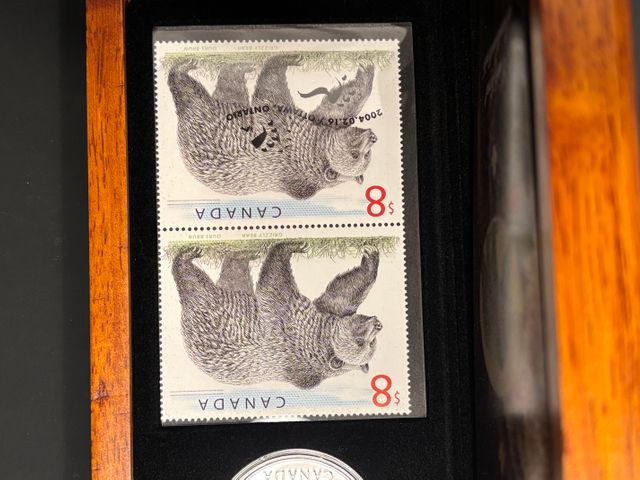 $8 CANADA
2004.02.16 / OTTAWA, ONTARIO
GRIZZLY BEAR OURS BRUN
$8 CANADA
GRIZZLY BEAR OURS BRUN
CANADA